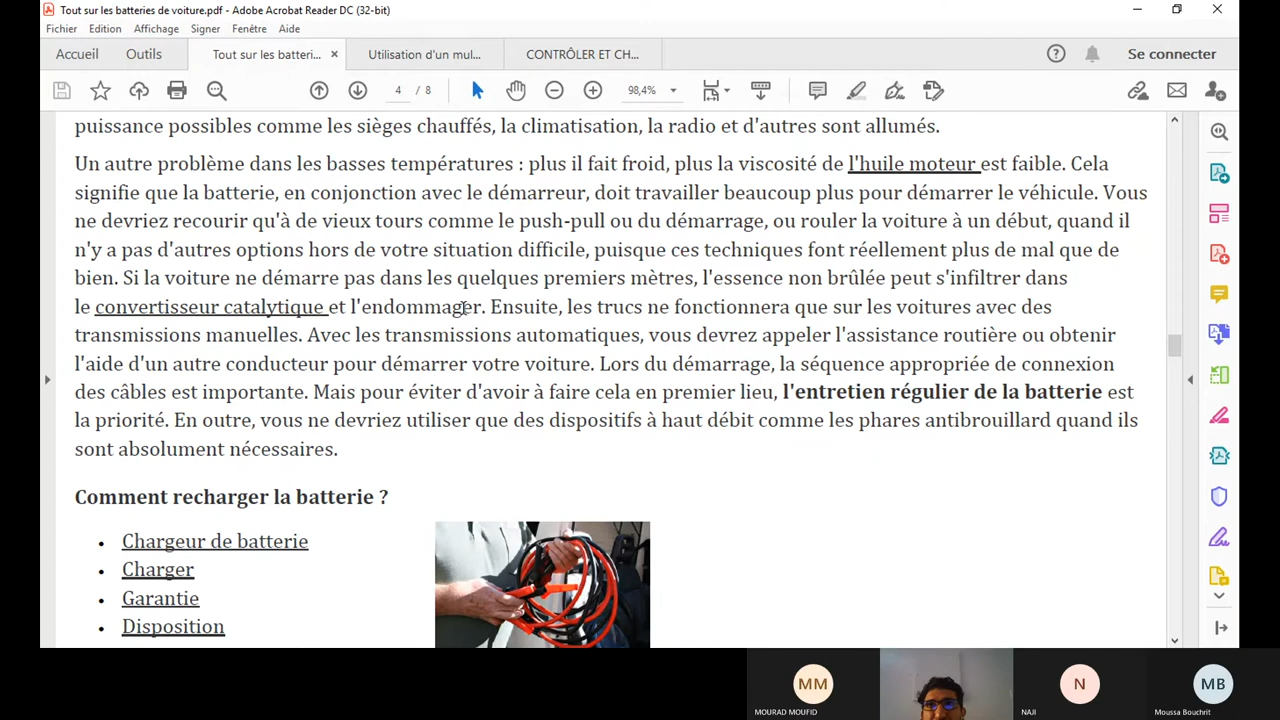 Tout sur les batteries de voiture.pdf - Adobe Acrobat Reader DC (32-bit)
Fichier Edition Affichage Signer Fenêtre Aide
Accueil Outils Tout sur les batteri... × Utilisation d'un mul... CONTRÔLER ET CH... Se connecter
4 / 8 98,4%
puissance possibles comme les sièges chauffés, la climatisation, la radio et d'autres sont allumés.
Un autre problème dans les basses températures : plus il fait froid, plus la viscosité de l'huile moteur est faible. Cela
signifie que la batterie, en conjonction avec le démarreur, doit travailler beaucoup plus pour démarrer le véhicule. Vous
ne devriez recourir qu'à de vieux tours comme le push-pull ou du démarrage, ou rouler la voiture à un début, quand il
n'y a pas d'autres options hors de votre situation difficile, puisque ces techniques font réellement plus de mal que de
bien. Si la voiture ne démarre pas dans les quelques premiers mètres, l'essence non brûlée peut s'infiltrer dans
le convertisseur catalytique et l'endommager. Ensuite, les trucs ne fonctionnera que sur les voitures avec des
transmissions manuelles. Avec les transmissions automatiques, vous devrez appeler l'assistance routière ou obtenir
l'aide d'un autre conducteur pour démarrer votre voiture. Lors du démarrage, la séquence appropriée de connexion
des câbles est importante. Mais pour éviter d'avoir à faire cela en premier lieu, l'entretien régulier de la batterie est
la priorité. En outre, vous ne devriez utiliser que des dispositifs à haut débit comme les phares antibrouillard quand ils
sont absolument nécessaires.
Comment recharger la batterie ?
• Chargeur de batterie
• Charger
• Garantie
• Disposition
MM N MB
MOURAD MOUFID NAJI Moussa Bouchrit